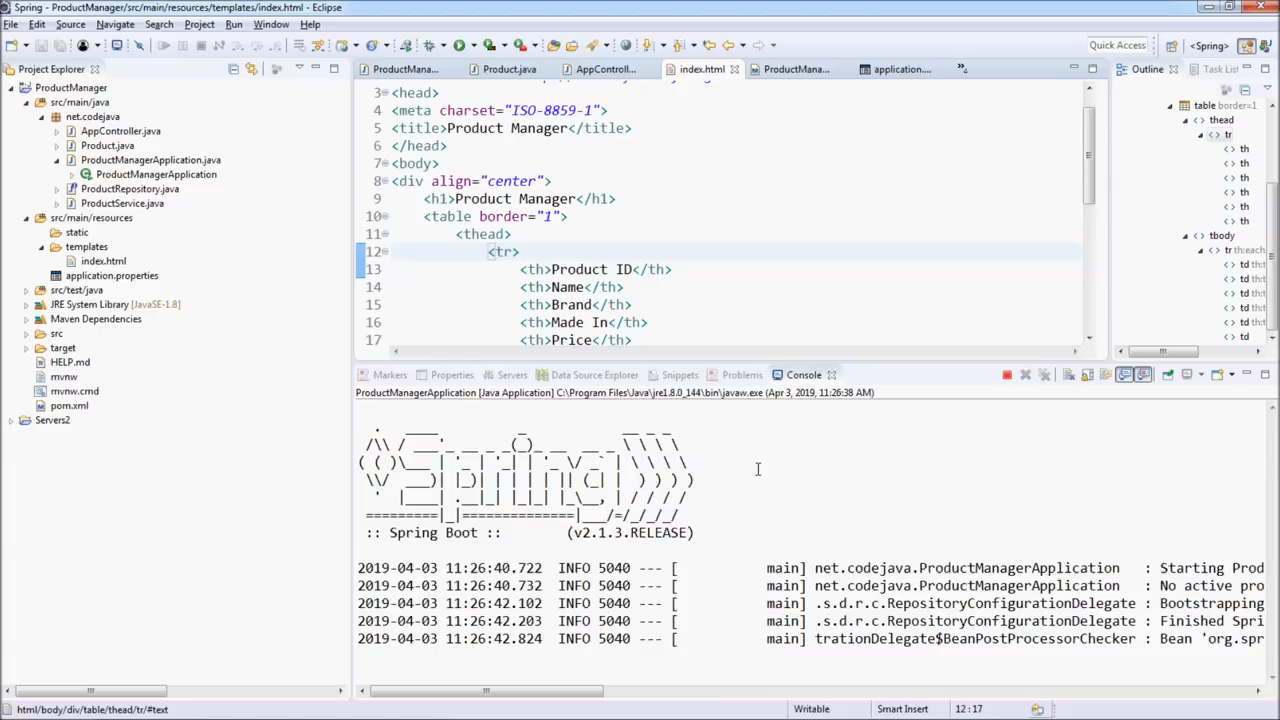 Spring - ProductManager/src/main/resources/templates/index.html - Eclipse
File Edit Source Navigate Search Project Run Window Help
Quick Access
<Spring>
Project Explorer
ProductManager
src/main/java
net.codejava
AppController.java
Product.java
ProductManagerApplication.java
ProductManagerApplication
ProductRepository.java
ProductService.java
src/main/resources
static
templates
index.html
application.properties
src/test/java
JRE System Library [JavaSE-1.8]
Maven Dependencies
src
target
HELP.md
mvnw
mvnw.cmd
pom.xml
Servers2
ProductMana... Product.java AppControll... index.html ProductMana... application....
3 <head>
4 <meta charset="ISO-8859-1">
5 <title>Product Manager</title>
6 </head>
7 <body>
8 <div align="center">
9 <h1>Product Manager</h1>
10 <table border="1">
11 <thead>
12 <tr>
13 <th>Product ID</th>
14 <th>Name</th>
15 <th>Brand</th>
16 <th>Made In</th>
17 <th>Price</th>
Outline Task List
table border=1
thead
tr
th
th
th
th
th
th
tbody
tr th:each
td th:t
td th:t
td th:t
td th:t
td th:t
td
Markers Properties Servers Data Source Explorer Snippets Problems Console
ProductManagerApplication [Java Application] C:\Program Files\Java\jre1.8.0_144\bin\javaw.exe (Apr 3, 2019, 11:26:38 AM)
Spring
:: Spring Boot :: (v2.1.3.RELEASE)
2019-04-03 11:26:40.722 INFO 5040 --- [ main] net.codejava.ProductManagerApplication : Starting Prod
2019-04-03 11:26:40.732 INFO 5040 --- [ main] net.codejava.ProductManagerApplication : No active pro
2019-04-03 11:26:42.102 INFO 5040 --- [ main] .s.d.r.c.RepositoryConfigurationDelegate : Bootstrapping
2019-04-03 11:26:42.203 INFO 5040 --- [ main] .s.d.r.c.RepositoryConfigurationDelegate : Finished Spri
2019-04-03 11:26:42.824 INFO 5040 --- [ main] trationDelegate$BeanPostProcessorChecker : Bean 'org.spr
html/body/div/table/thead/tr/#text
Writable Smart Insert 12 : 17